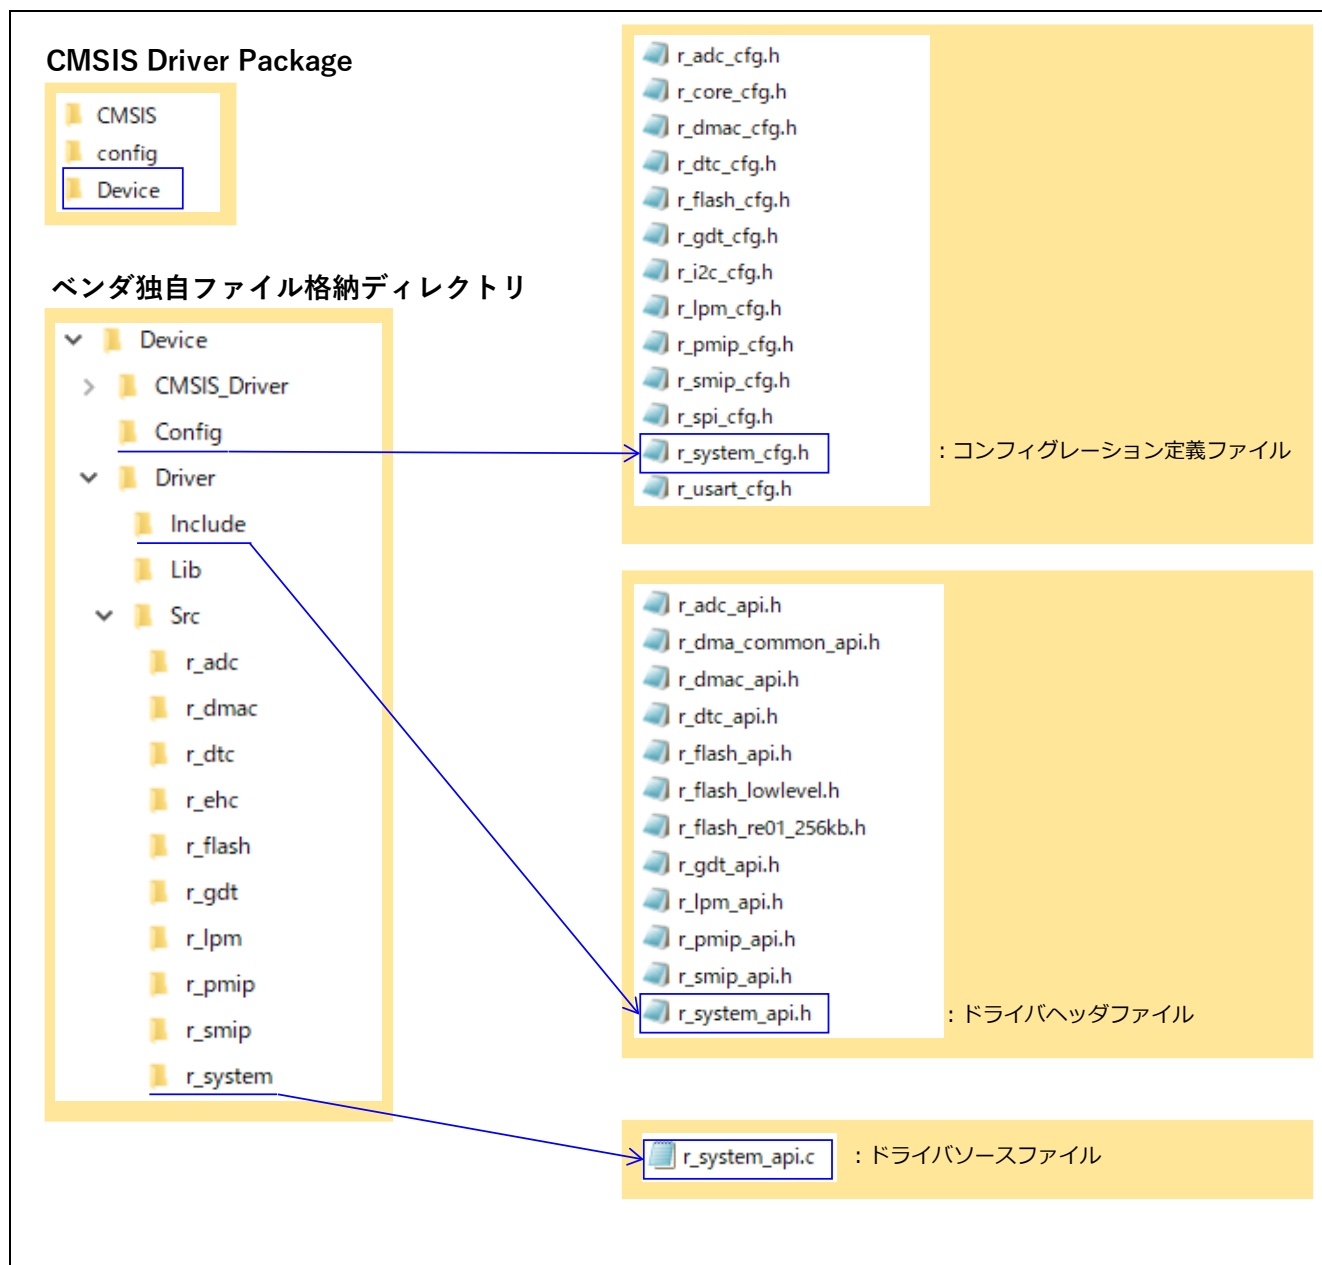 CMSIS Driver Package
CMSIS
config
Device
ベンダ独自ファイル格納ディレクトリ
Device
CMSIS_Driver
Config
Driver
Include
Lib
Src
r_adc
r_dmac
r_dtc
r_ehc
r_flash
r_gdt
r_lpm
r_pmip
r_smip
r_system
r_adc_cfg.h
r_core_cfg.h
r_dmac_cfg.h
r_dtc_cfg.h
r_flash_cfg.h
r_gdt_cfg.h
r_i2c_cfg.h
r_lpm_cfg.h
r_pmip_cfg.h
r_smip_cfg.h
r_spi_cfg.h
r_system_cfg.h :コンフィグレーション定義ファイル
r_usart_cfg.h
r_adc_api.h
r_dma_common_api.h
r_dmac_api.h
r_dtc_api.h
r_flash_api.h
r_flash_lowlevel.h
r_flash_re01_256kb.h
r_gdt_api.h
r_lpm_api.h
r_pmip_api.h
r_smip_api.h
r_system_api.h :ドライバヘッダファイル
r_system_api.c :ドライバソースファイル